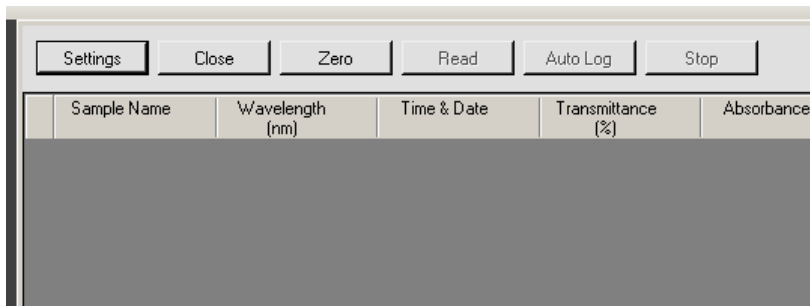 Settings Close Zero Read Auto Log Stop
Sample Name Wavelength (nm) Time & Date Transmittance (%) Absorbance